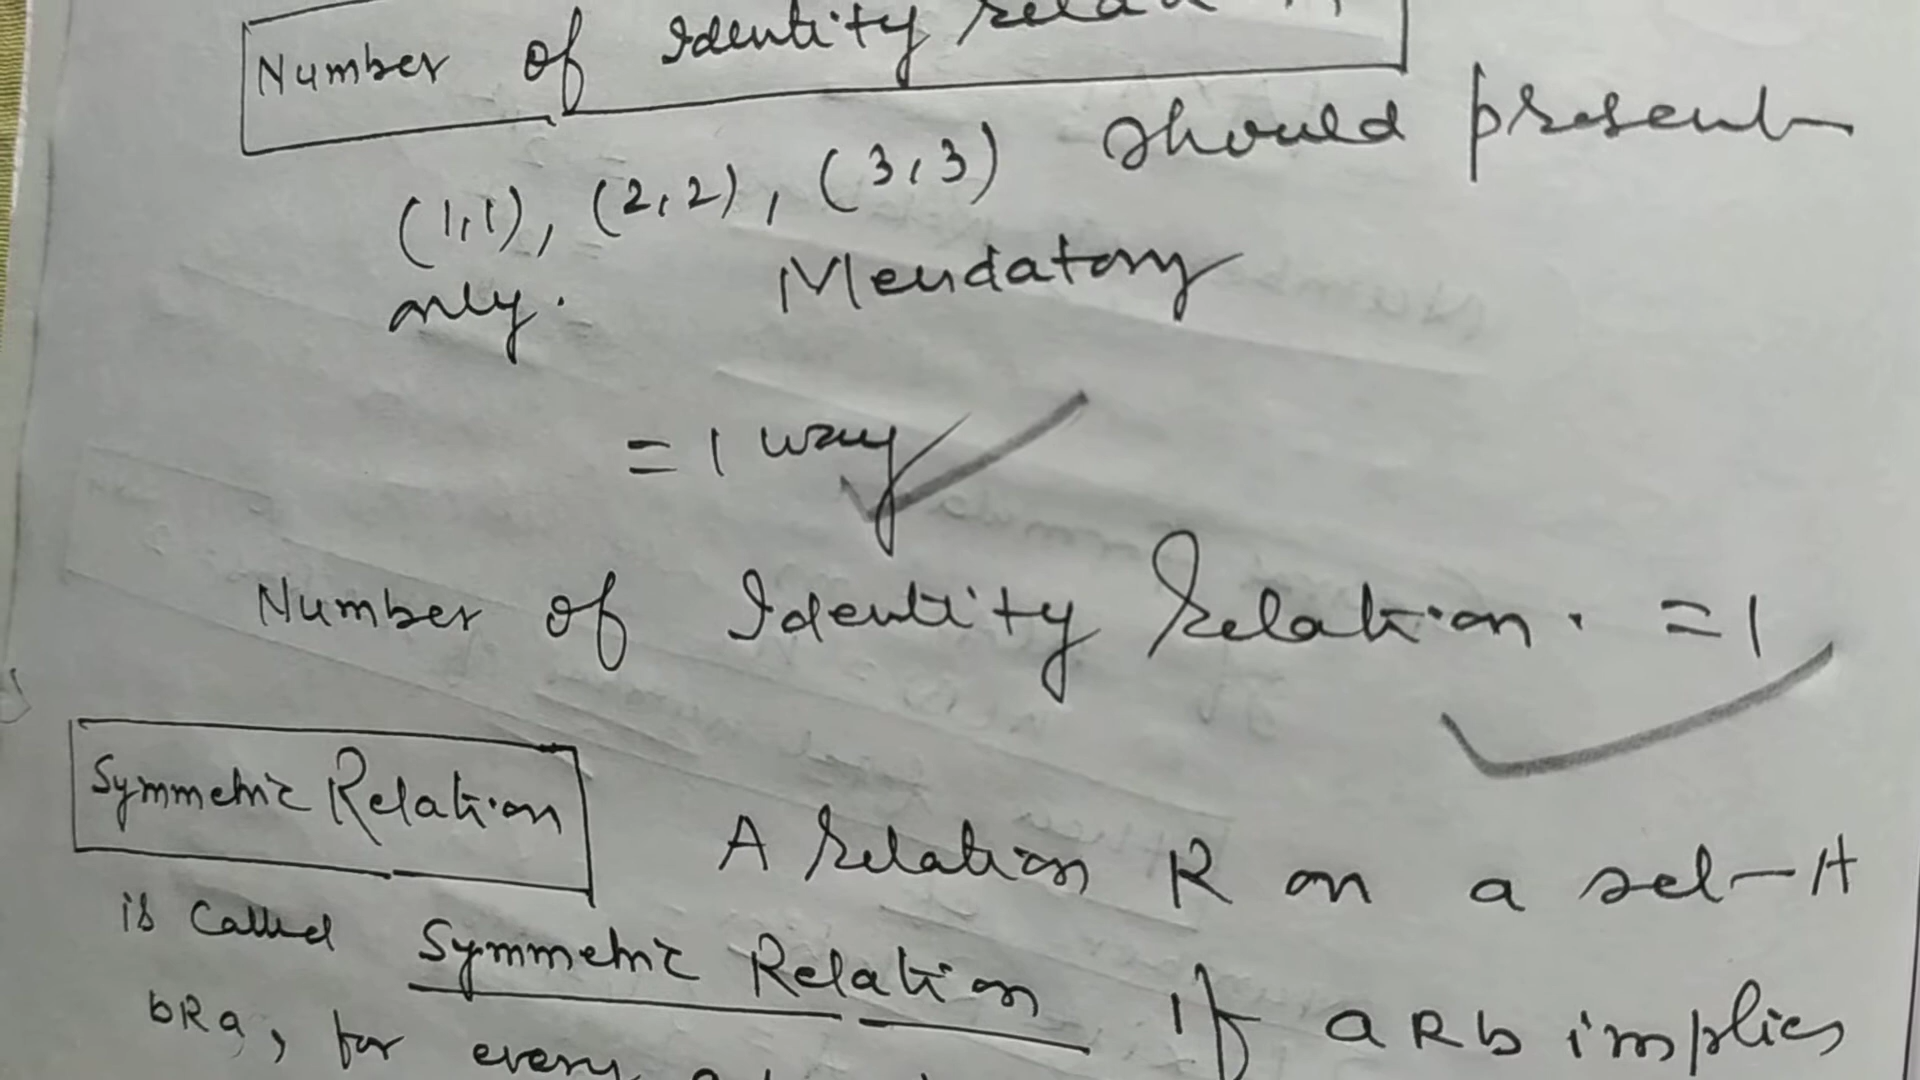 Number of Identity
(1,1), (2,2), (3,3) should present
only. Mendatory
= 1 way
Number of Identity Relation. = 1
Symmetric Relation
A Relation R on a set A
is called Symmetric Relation if aRb implies
bRa, for every